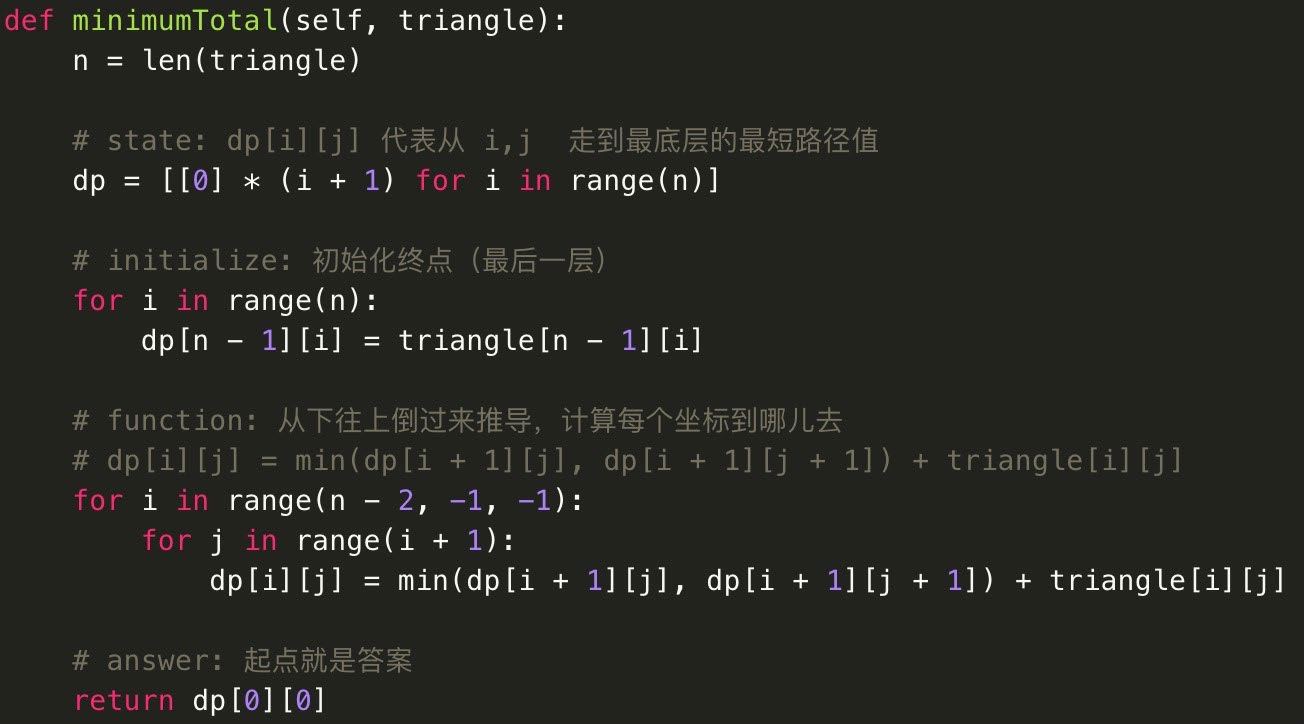 def minimumTotal(self, triangle):
    n = len(triangle)

    # state: dp[i][j] 代表从 i,j  走到最底层的最短路径值
    dp = [[0] * (i + 1) for i in range(n)]

    # initialize: 初始化终点（最后一层）
    for i in range(n):
        dp[n - 1][i] = triangle[n - 1][i]

    # function: 从下往上倒过来推导，计算每个坐标到哪儿去
    # dp[i][j] = min(dp[i + 1][j], dp[i + 1][j + 1]) + triangle[i][j]
    for i in range(n - 2, -1, -1):
        for j in range(i + 1):
            dp[i][j] = min(dp[i + 1][j], dp[i + 1][j + 1]) + triangle[i][j]

    # answer: 起点就是答案
    return dp[0][0]